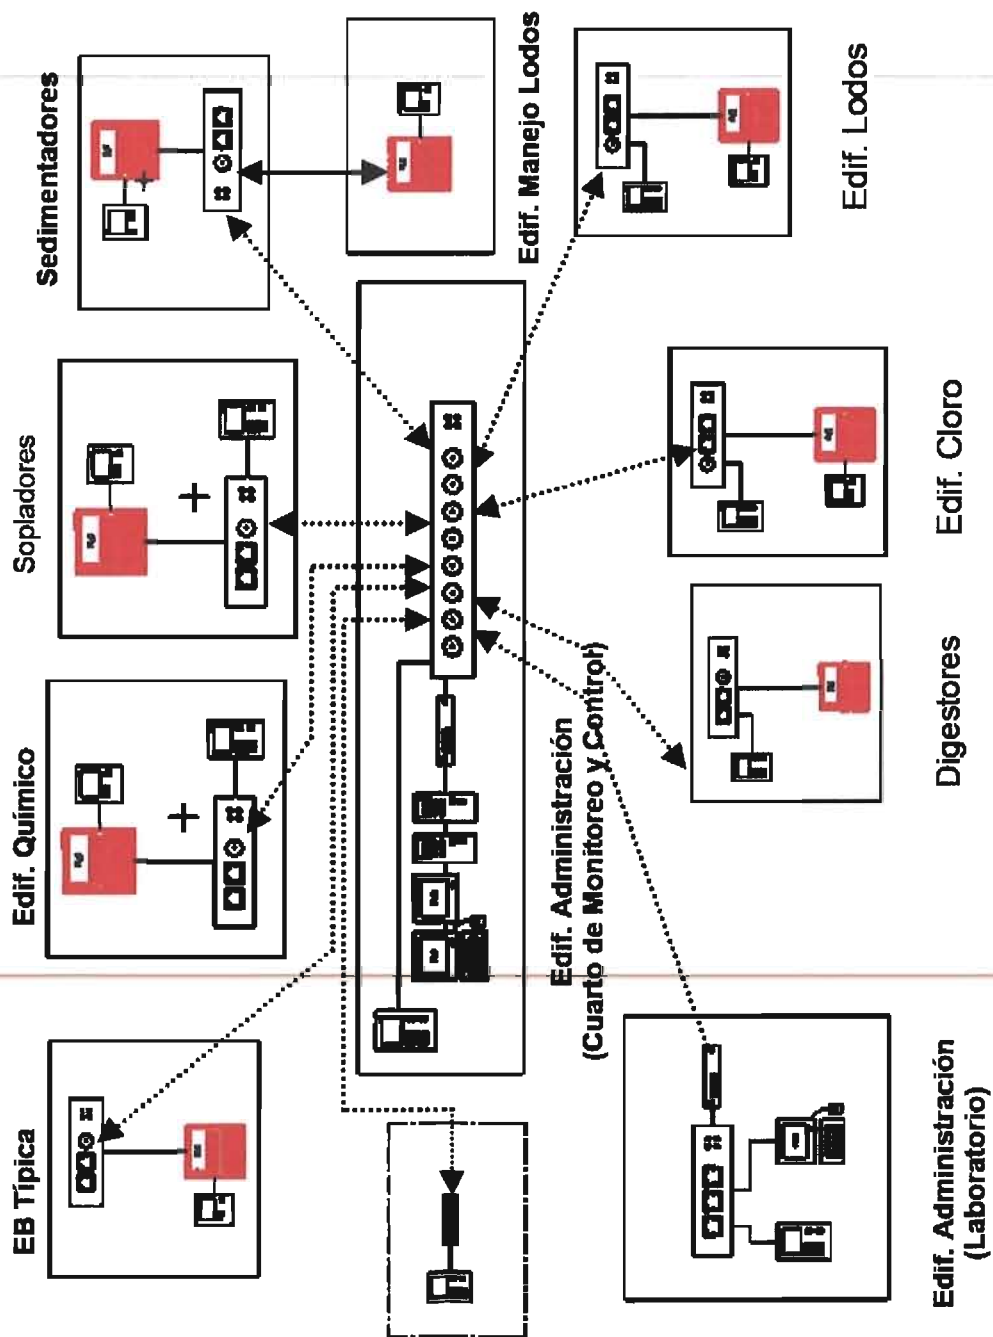 EB Típica
Edif. Químico
Sopladores
Sedimentadores
Edif. Manejo Lodos
Edif. Administración
(Cuarto de Monitoreo y Control)
Edif. Administración
(Laboratorio)
Digestores
Edif. Cloro
Edif. Lodos